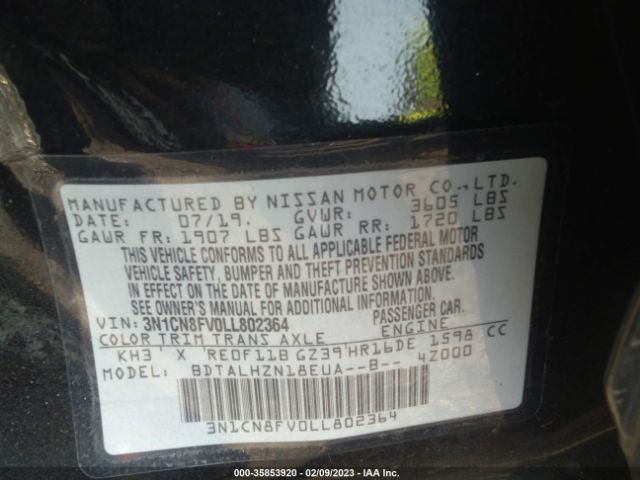 MANUFACTURED BY NISSAN MOTOR CO.,LTD.
DATE: 07/19. GVWR: 3605 LBS
GAWR FR: 1907 LBS GAWR RR: 1720 LBS
THIS VEHICLE CONFORMS TO ALL APPLICABLE FEDERAL MOTOR
VEHICLE SAFETY, BUMPER AND THEFT PREVENTION STANDARDS
IN EFFECT ON THE DATE OF MANUFACTURE SHOWN ABOVE.
SEE OWNER'S MANUAL FOR ADDITIONAL INFORMATION.
VIN: 3N1CN8FV0LL802364 PASSENGER CAR.
COLOR TRIM TRANS AXLE ENGINE
KH3 X RE0F11B GZ39 HR16DE 1598 CC
MODEL: BDTALHZN18EUA--B-- 4Z000
3N1CN8FV0LL802364
000-35853920 - 02/09/2023 - IAA Inc.